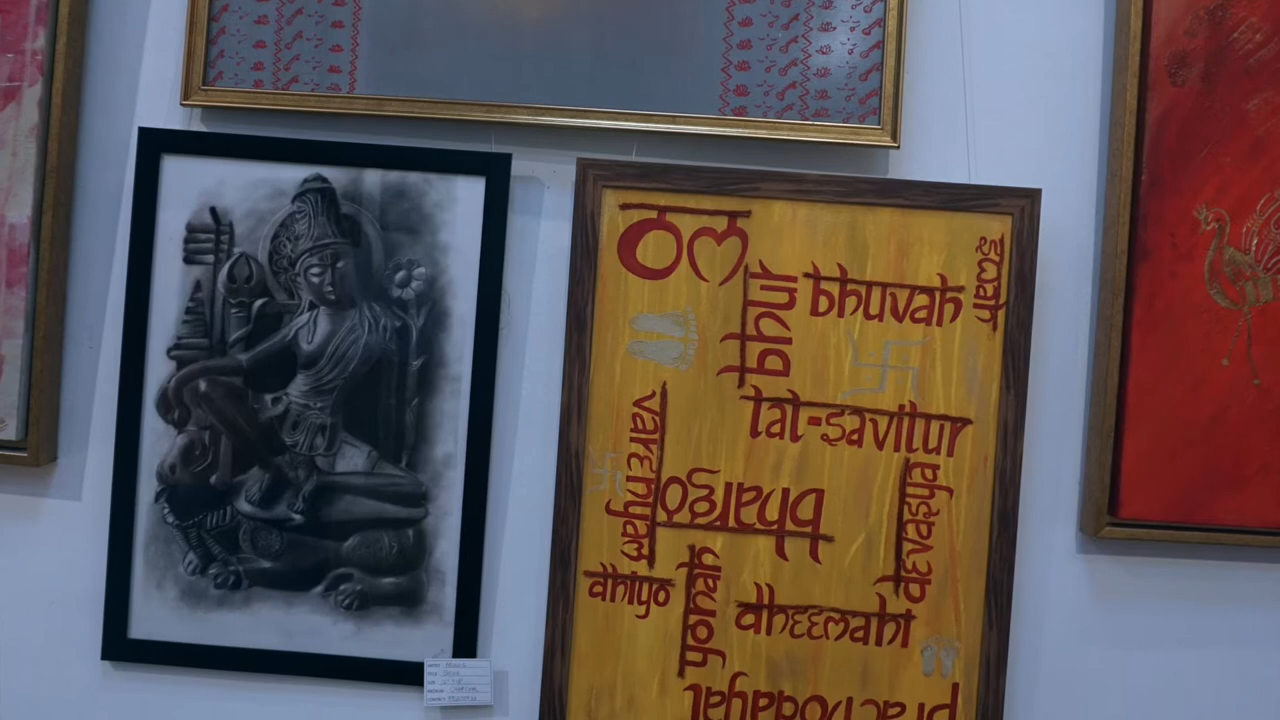 Om
bhur
bhuvah
swah
tat-savitur
varenyam
bhargo
devasya
dheemahi
dhiyo
yonah
prachodayat